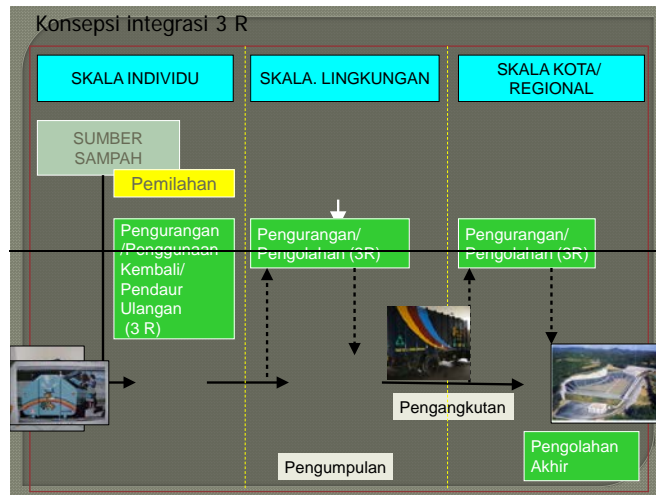 Konsepsi integrasi 3 R
SKALA INDIVIDU
SKALA. LINGKUNGAN
SKALA KOTA/
REGIONAL
SUMBER
SAMPAH
Pemilahan
Pengurangan
/Penggunaan
Kembali/
Pendaur
Ulangan
(3 R)
Pengurangan/
Pengolahan (3R)
Pengurangan/
Pengolahan (3R)
Pengangkutan
Pengumpulan
Pengolahan
Akhir